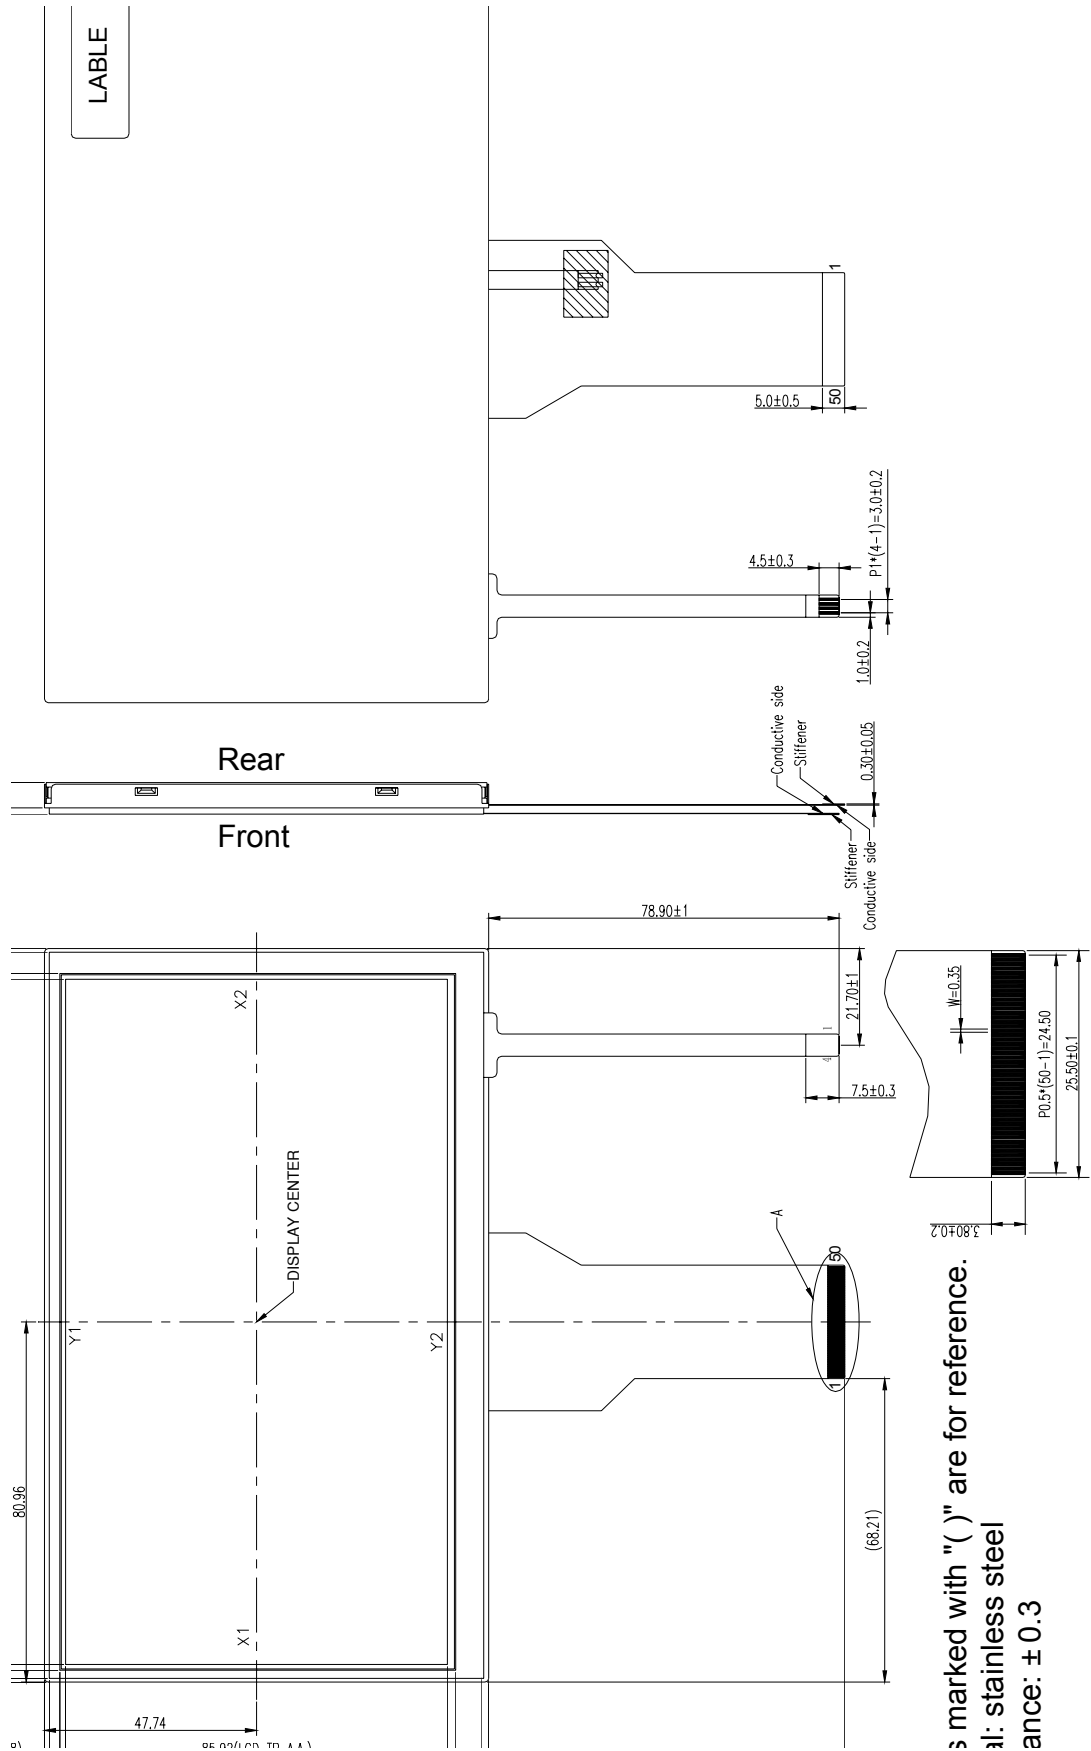 LABLE
1
50
5.0±0.5
P1*(4-1)=3.0±0.2
4.5±0.3
1.0±0.2
Rear
Front
Conductive side
Stiffener
0.30±0.05
Stiffener
Conductive side
78.90±1
21.70±1
1
4
7.5±0.3
X2
DISPLAY CENTER
Y1
Y2
X1
80.96
47.74
A
50
1
(68.21)
W=0.35
P0.5*(50-1)=24.50
25.50±0.1
3.80±0.2
marked with "( )" are for reference.
stainless steel
±0.3